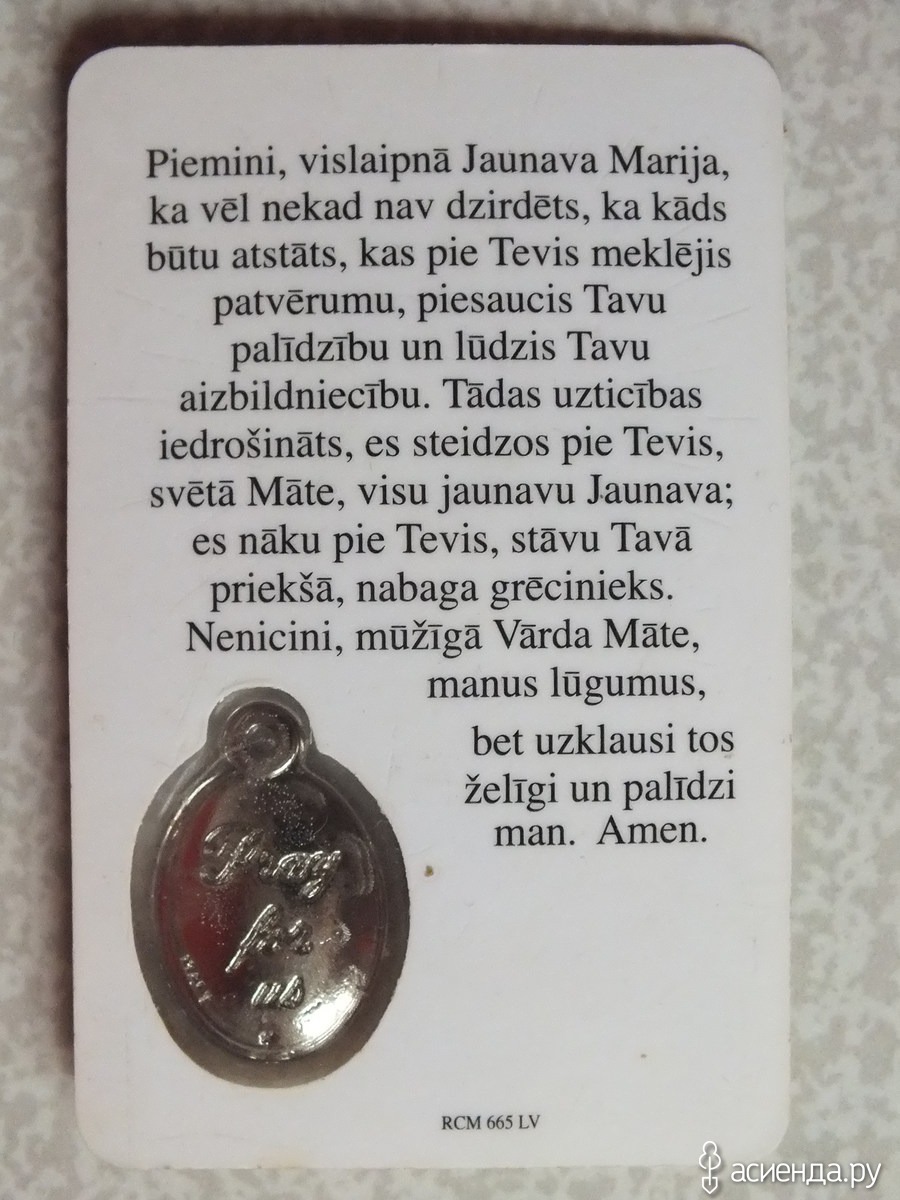 Piemini, vislaipnā Jaunava Marija,
ka vēl nekad nav dzirdēts, ka kāds
būtu atstāts, kas pie Tevis meklējis
patvērumu, piesaucis Tavu
palīdzību un lūdzis Tavu
aizbildniecību. Tādas uzticības
iedrošināts, es steidzos pie Tevis,
svētā Māte, visu jaunavu Jaunava;
es nāku pie Tevis, stāvu Tavā
priekšā, nabaga grēcinieks.
Nenicini, mūžīgā Vārda Māte,
manus lūgumus,
bet uzklausi tos
želīgi un palīdzi
man. Amen.
Pray
for
us
ITALY
RCM 665 LV
асиенда.ру